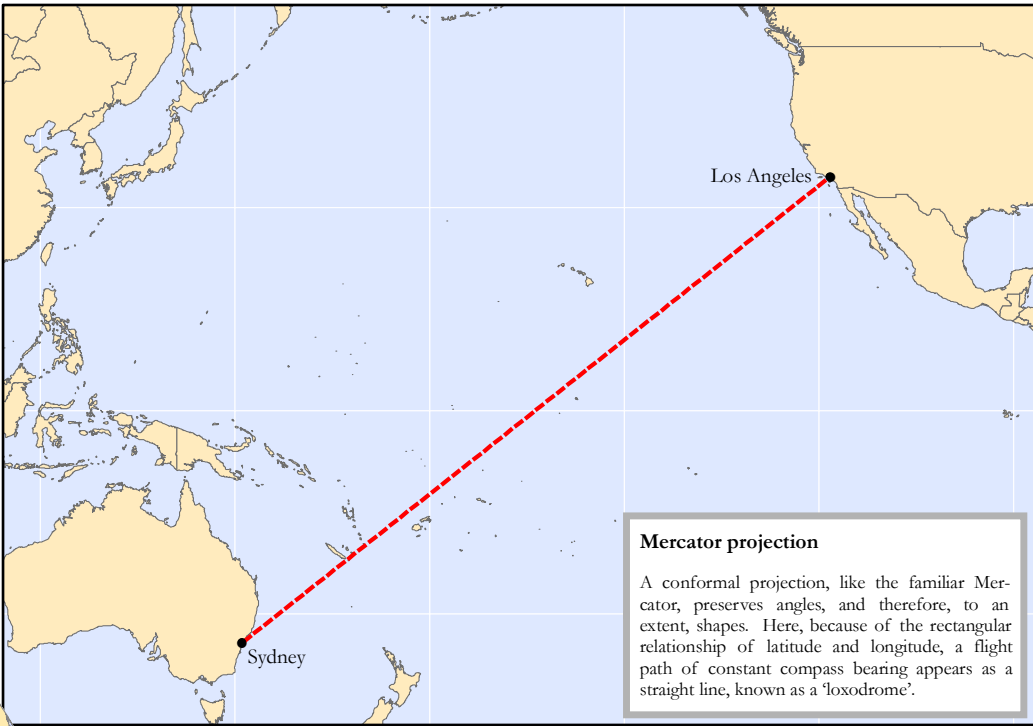 Los Angeles
Sydney
Mercator projection
A conformal projection, like the familiar Mer-
cator, preserves angles, and therefore, to an
extent, shapes. Here, because of the rectangular
relationship of latitude and longitude, a flight
path of constant compass bearing appears as a
straight line, known as a ‘loxodrome’.